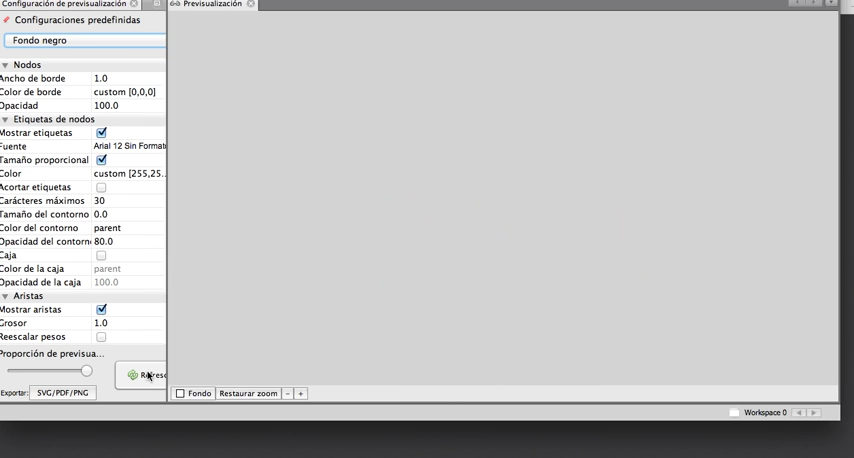 Configuración de previsualización
Previsualización
Configuraciones predefinidas
Fondo negro
Nodos
Ancho de borde 1.0
Color de borde custom [0,0,0]
Opacidad 100.0
Etiquetas de nodos
Mostrar etiquetas
Fuente Arial 12 Sin Format
Tamaño proporcional
Color custom [255,25...
Acortar etiquetas
Carácteres máximos 30
Tamaño del contorno 0.0
Color del contorno parent
Opacidad del contorn 80.0
Caja
Color de la caja parent
Opacidad de la caja 100.0
Aristas
Mostrar aristas
Grosor 1.0
Reescalar pesos
Proporción de previsua...
Exportar: SVG/PDF/PNG
Fondo Restaurar zoom - +
Workspace 0